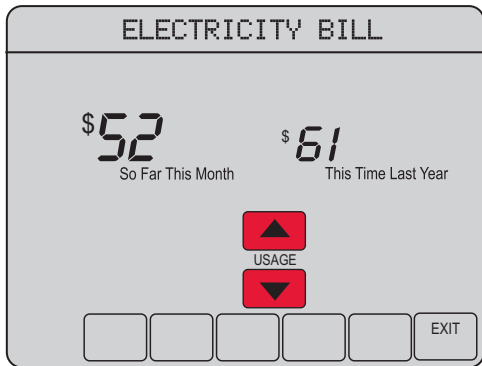 ELECTRICITY BILL
$52 $61
So Far This Month This Time Last Year
USAGE
EXIT